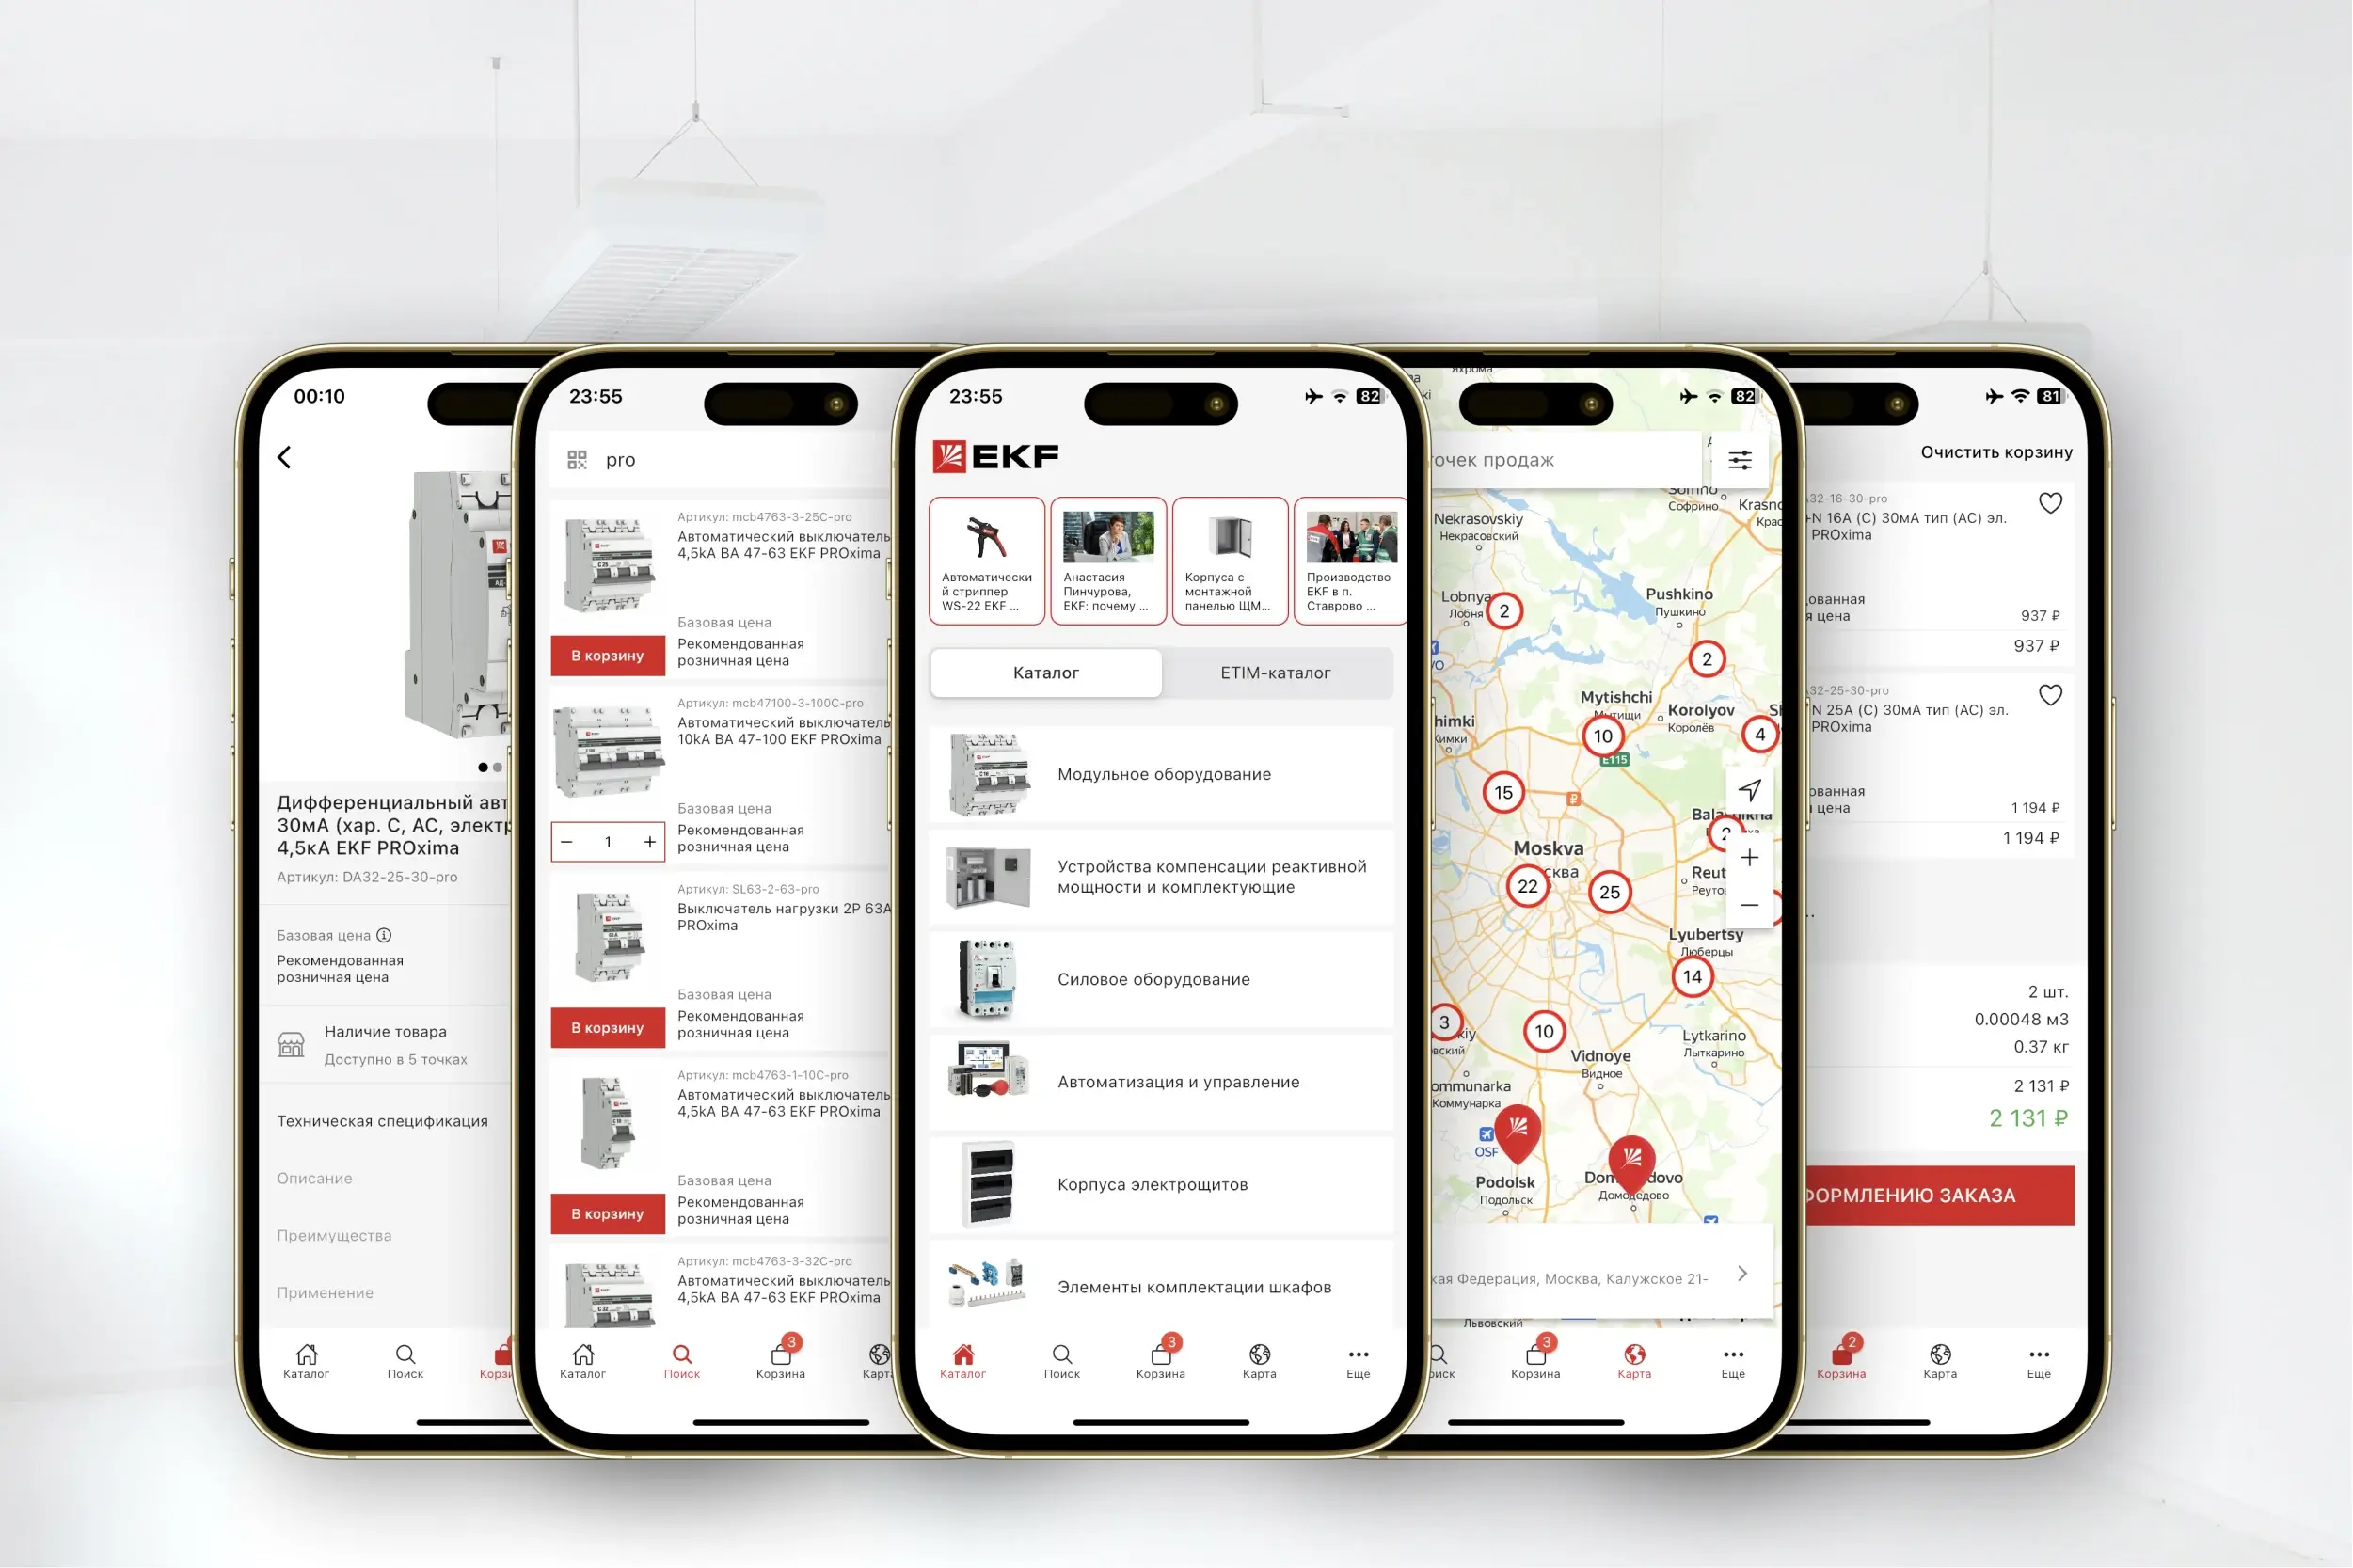 00:10
Дифференциальный авт
30мА (хар. C, AC, электр
4,5кА EKF PROxima
Артикул: DA32-25-30-pro
Базовая цена
Рекомендованная
розничная цена
Наличие товара
Доступно в 5 точках
Техническая спецификация
Описание
Преимущества
Применение
Каталог
Поиск
Корзи
23:55
pro
Артикул: mcb4763-3-25C-pro
Автоматический выключатель
4,5kA ВА 47-63 EKF PROxima
Базовая цена
Рекомендованная
розничная цена
В корзину
Артикул: mcb47100-3-100C-pro
Автоматический выключатель
10kA ВА 47-100 EKF PROxima
Базовая цена
Рекомендованная
розничная цена
− 1 +
Артикул: SL63-2-63-pro
Выключатель нагрузки 2P 63А
PROxima
Базовая цена
Рекомендованная
розничная цена
В корзину
Артикул: mcb4763-1-10C-pro
Автоматический выключатель
4,5kA ВА 47-63 EKF PROxima
Базовая цена
Рекомендованная
розничная цена
В корзину
Артикул: mcb4763-3-32C-pro
Автоматический выключатель
4,5kA ВА 47-63 EKF PROxima
Каталог
Поиск
3
Корзина
Карта
23:55
82
EKF
Автоматически
й стриппер
WS-22 EKF ...
Анастасия
Пинчурова,
EKF: почему ...
Корпуса с
монтажной
панелью ЩМ...
Производство
EKF в п.
Ставрово ...
Каталог
ETIM-каталог
Модульное оборудование
Устройства компенсации реактивной
мощности и комплектующие
Силовое оборудование
Автоматизация и управление
Корпуса электрощитов
Элементы комплектации шкафов
Каталог
Поиск
3
Корзина
Карта
Ещё
82
Яхрома
очек продаж
Софрино
Krasno
Крас
Nekrasovskiy
Некрасовский
Pushkino
Пушкино
Lobnya
Лобня
2
2
Mytishchi
Мытищи
Korolyov
Королёв
himki
имки
10
4
E115
15
Moskva
сква
22
25
Reut
Реуто
Lyubertsy
Люберцы
14
3
10
Lytkarino
Лыткарино
Vidnoye
Видное
ommunarka
Коммунарка
OSF
Podolsk
Подольск
Dom dovo
Домодедово
кая Федерация, Москва, Калужское 21-
Львовский
оиск
3
Корзина
Карта
Ещё
81
Очистить корзину
32-16-30-pro
+N 16А (C) 30мА тип (AC) эл.
PROxima
ованная
я цена
937 ₽
937 ₽
32-25-30-pro
N 25А (C) 30мА тип (AC) эл.
PROxima
ованная
цена
1 194 ₽
1 194 ₽
2 шт.
0.00048 м3
0.37 кг
2 131 ₽
2 131 ₽
ФОРМЛЕНИЮ ЗАКАЗА
2
Корзина
Карта
Ещё